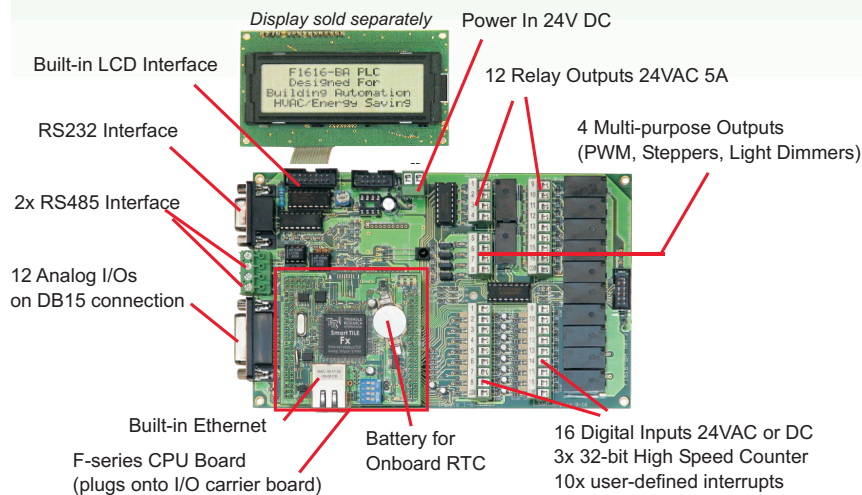 Display sold separately
Power In 24V DC
Built-in LCD Interface
F1616-BA PLC
Designed For
Building Automation
HVAC/Energy Saving
12 Relay Outputs 24VAC 5A
RS232 Interface
4 Multi-purpose Outputs
(PWM, Steppers, Light Dimmers)
2x RS485 Interface
12 Analog I/Os
on DB15 connection
TRIANGLE
RESEARCH
Smart TILE
Fx
Built-in Ethernet
F-series CPU Board
(plugs onto I/O carrier board)
Battery for
Onboard RTC
16 Digital Inputs 24VAC or DC
3x 32-bit High Speed Counter
10x user-defined interrupts